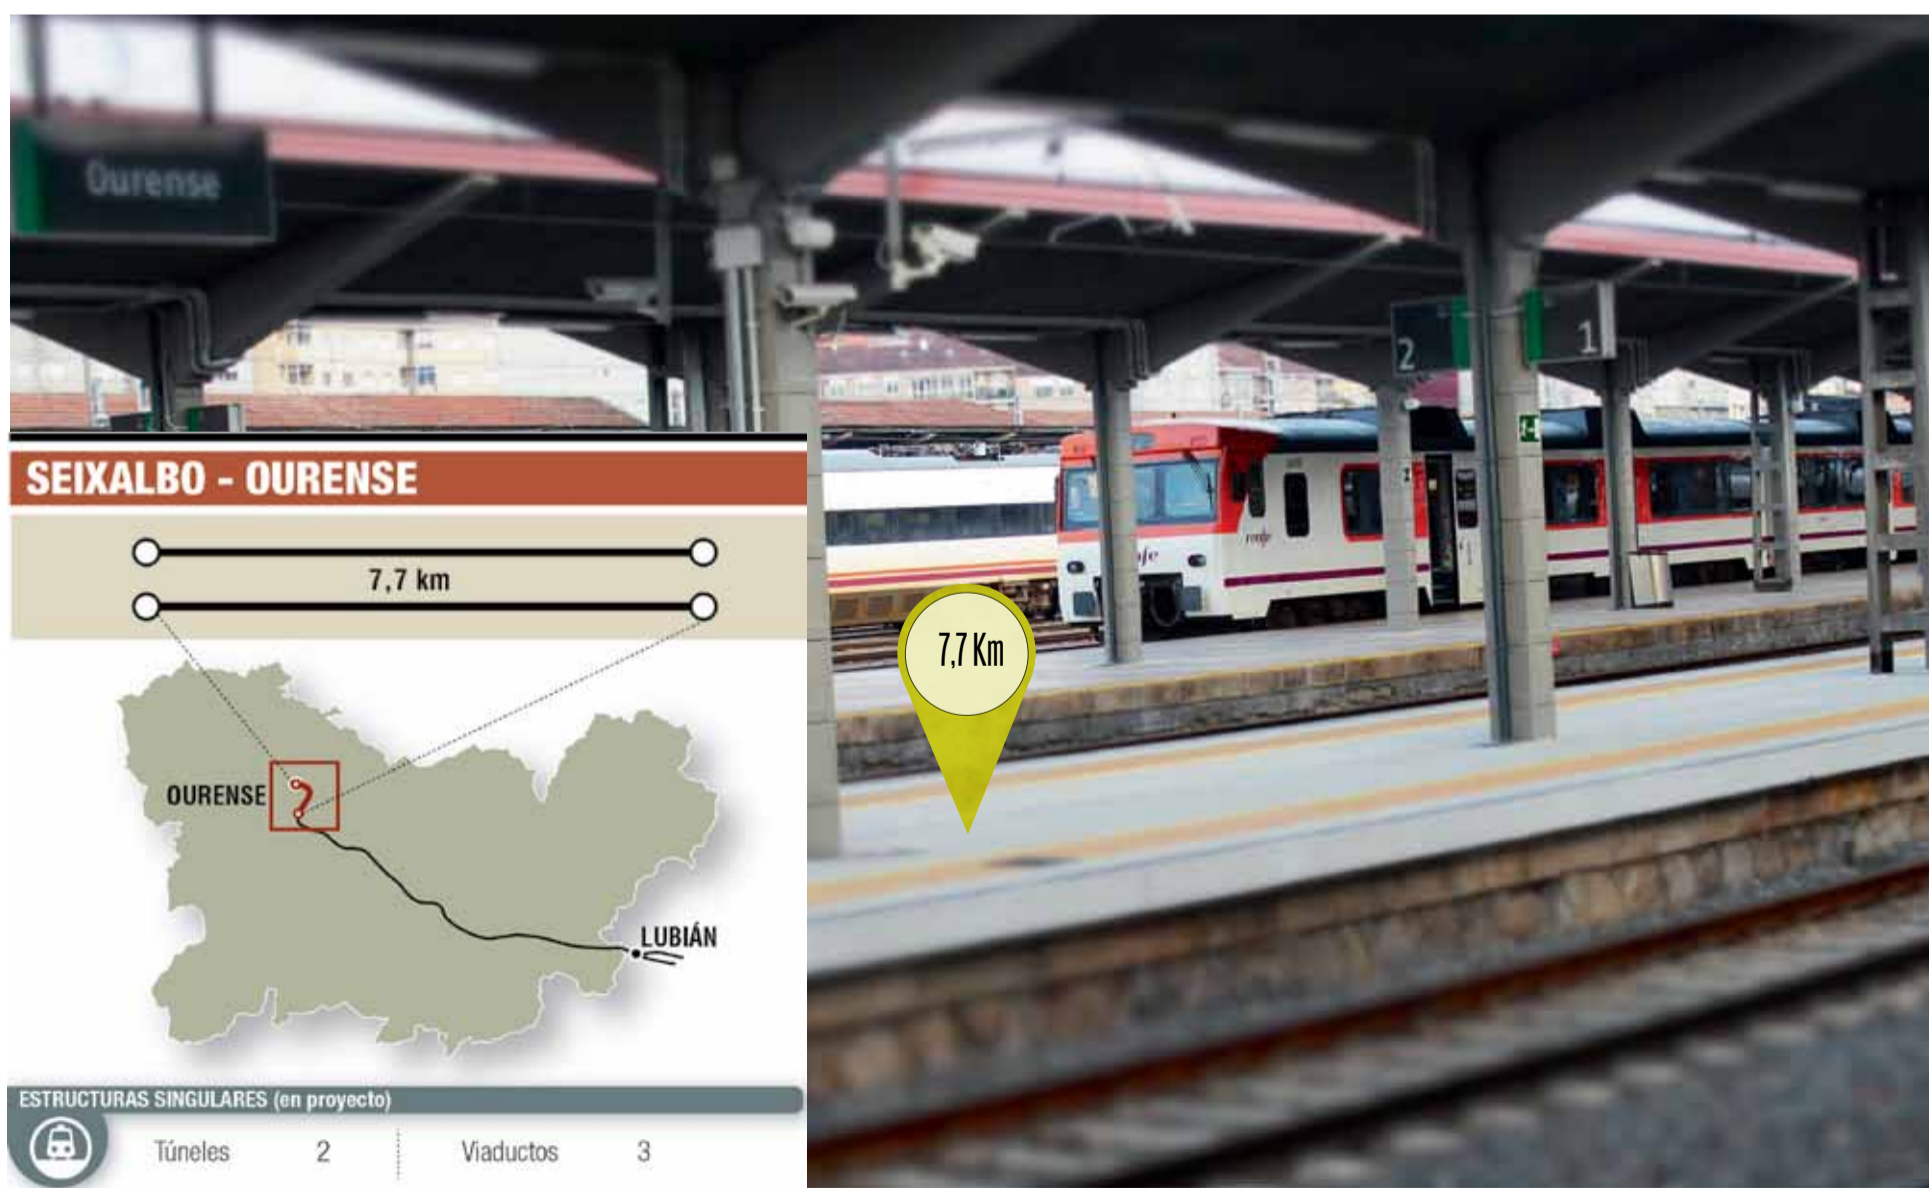 Ourense
2
1
SEIXALBO - OURENSE
7,7 km
renfe
7,7 Km
OURENSE
LUBIÁN
ESTRUCTURAS SINGULARES (en proyecto)
Túneles 2 Viaductos 3